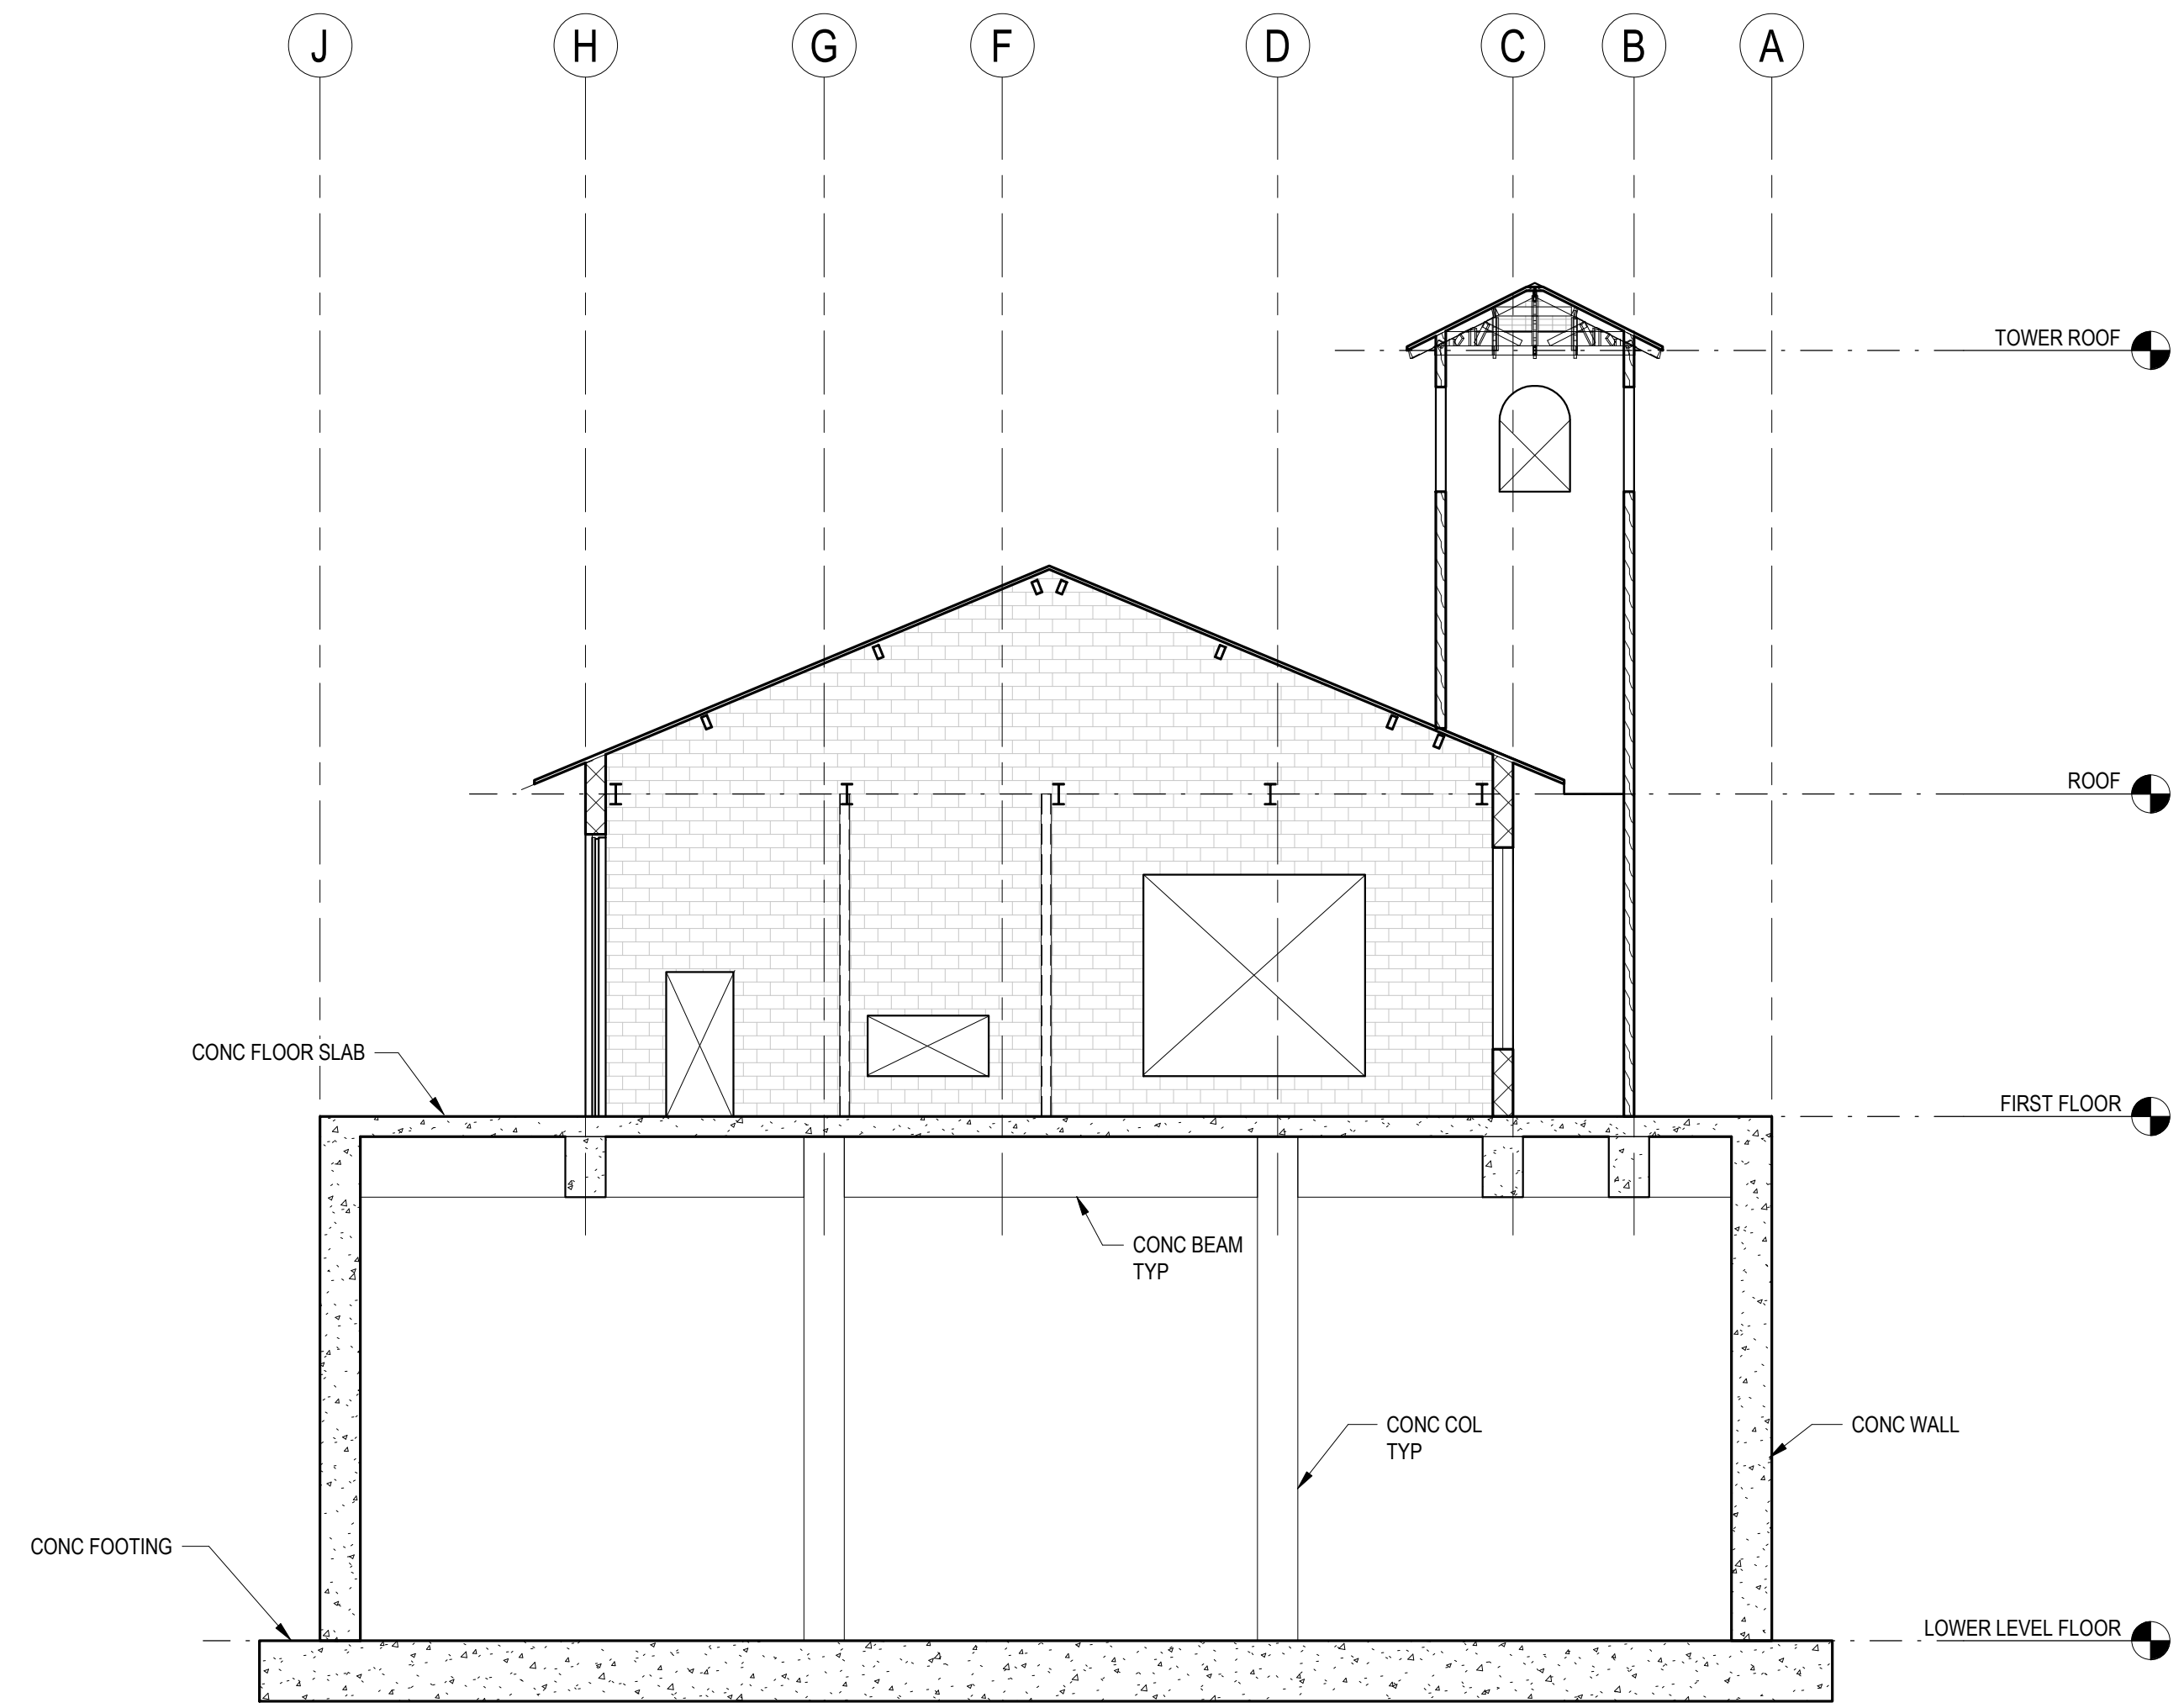 J H G F D C B A
TOWER ROOF
ROOF
CONC FLOOR SLAB
FIRST FLOOR
CONC BEAM
TYP
CONC COL
TYP
CONC WALL
CONC FOOTING
LOWER LEVEL FLOOR